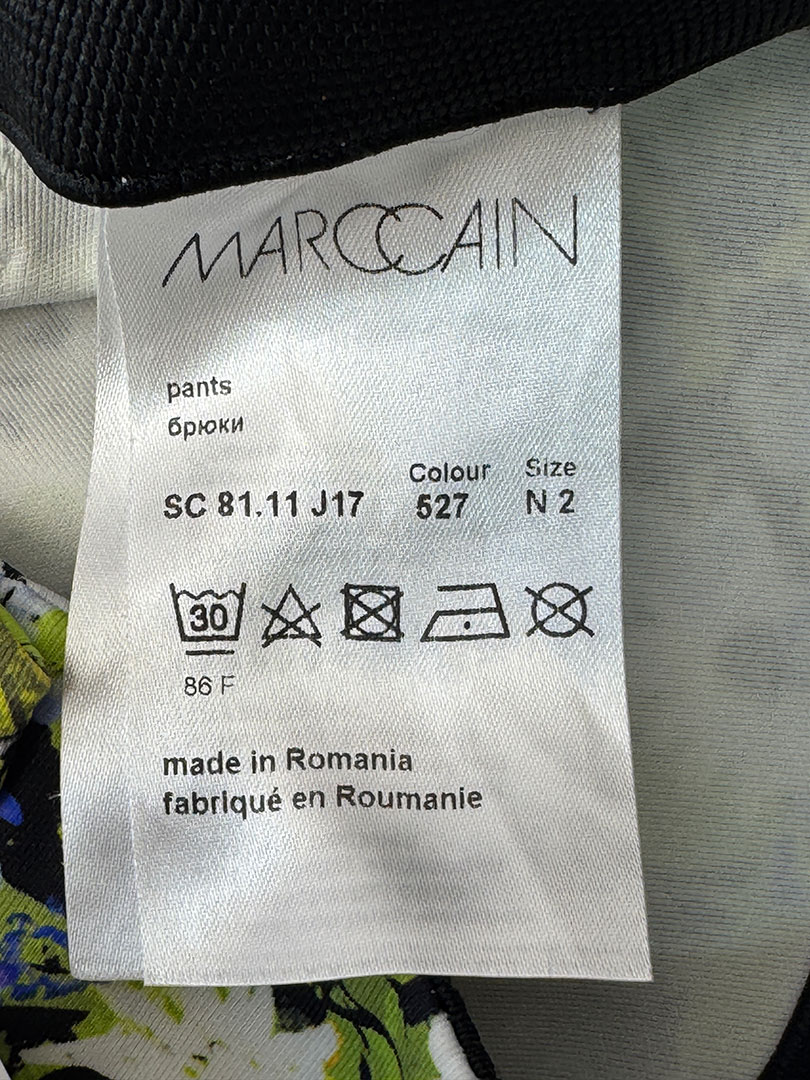 MARCCAIN
pants
брюки
Colour Size
SC 81.11 J17 527 N 2
30
86 F
made in Romania
fabriqué en Roumanie